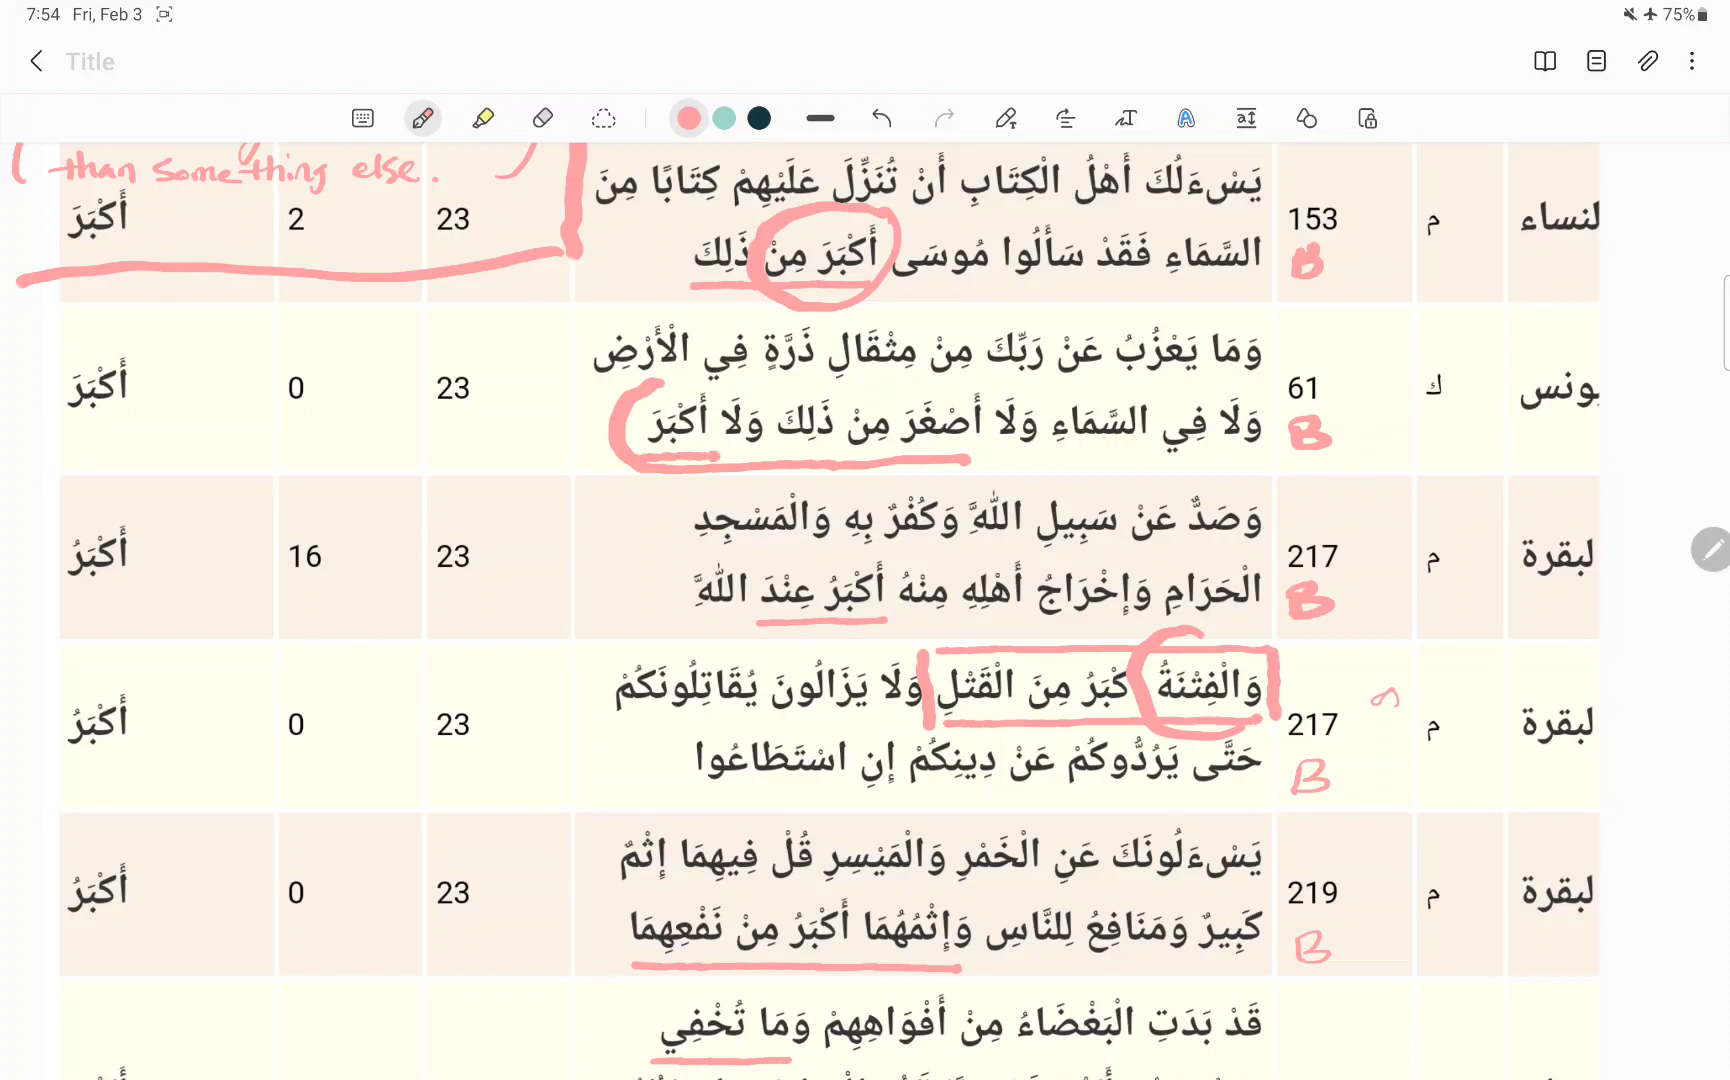 7:54 Fri, Feb 3
75%
Title
than something else.
لنساء م 153 يَسْءَلُكَ أَهْلُ الْكِتَابِ أَنْ تُنَزِّلَ عَلَيْهِمْ كِتَابًا مِنَ
السَّمَاءِ فَقَدْ سَأَلُوا مُوسَى أَكْبَرَ مِنْ ذَلِكَ 23 2 أَكْبَرَ
B
يونس ك 61 وَمَا يَعْزُبُ عَنْ رَبِّكَ مِنْ مِثْقَالِ ذَرَّةٍ فِي الْأَرْضِ
وَلَا فِي السَّمَاءِ وَلَا أَصْغَرَ مِنْ ذَلِكَ وَلَا أَكْبَرَ 23 0 أَكْبَرَ
B
لبقرة م 217 وَصَدٌّ عَنْ سَبِيلِ اللَّهِ وَكُفْرٌ بِهِ وَالْمَسْجِدِ
الْحَرَامِ وَإِخْرَاجُ أَهْلِهِ مِنْهُ أَكْبَرُ عِنْدَ اللَّهِ 23 16 أَكْبَرُ
B
لبقرة م 217 وَالْفِتْنَةُ كْبَرُ مِنَ الْقَتْلِ وَلَا يَزَالُونَ يُقَاتِلُونَكُمْ
حَتَّى يَرُدُّوكُمْ عَنْ دِينِكُمْ إِنِ اسْتَطَاعُوا 23 0 أَكْبَرُ
B
لبقرة م 219 يَسْءَلُونَكَ عَنِ الْخَمْرِ وَالْمَيْسِرِ قُلْ فِيهِمَا إِثْمٌ
كَبِيرٌ وَمَنَافِعُ لِلنَّاسِ وَإِثْمُهُمَا أَكْبَرُ مِنْ نَفْعِهِمَا 23 0 أَكْبَرُ
B
قَدْ بَدَتِ الْبَغْضَاءُ مِنْ أَفْوَاهِهِمْ وَمَا تُخْفِي